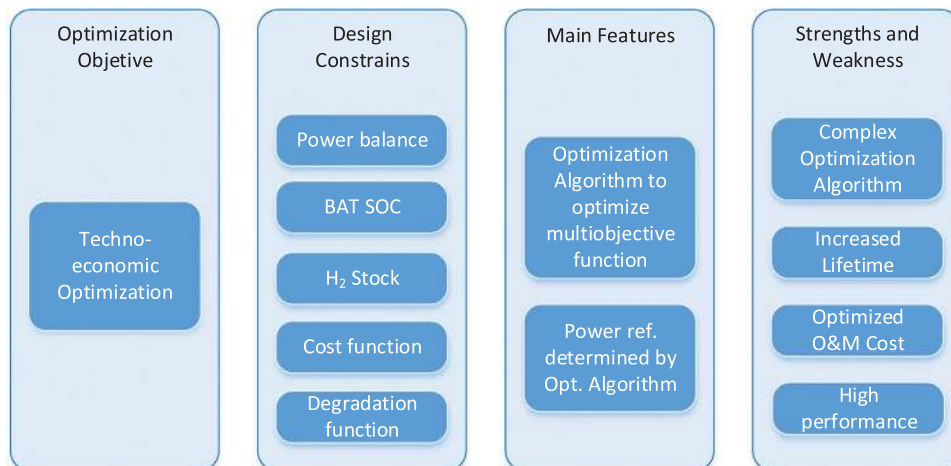 Optimization
Objetive
Techno-
economic
Optimization
Design
Constrains
Power balance
BAT SOC
H₂ Stock
Cost function
Degradation
function
Main Features
Optimization
Algorithm to
optimize
multiobjective
function
Power ref.
determined by
Opt. Algorithm
Strengths and
Weakness
Complex
Optimization
Algorithm
Increased
Lifetime
Optimized
O&M Cost
High
performance